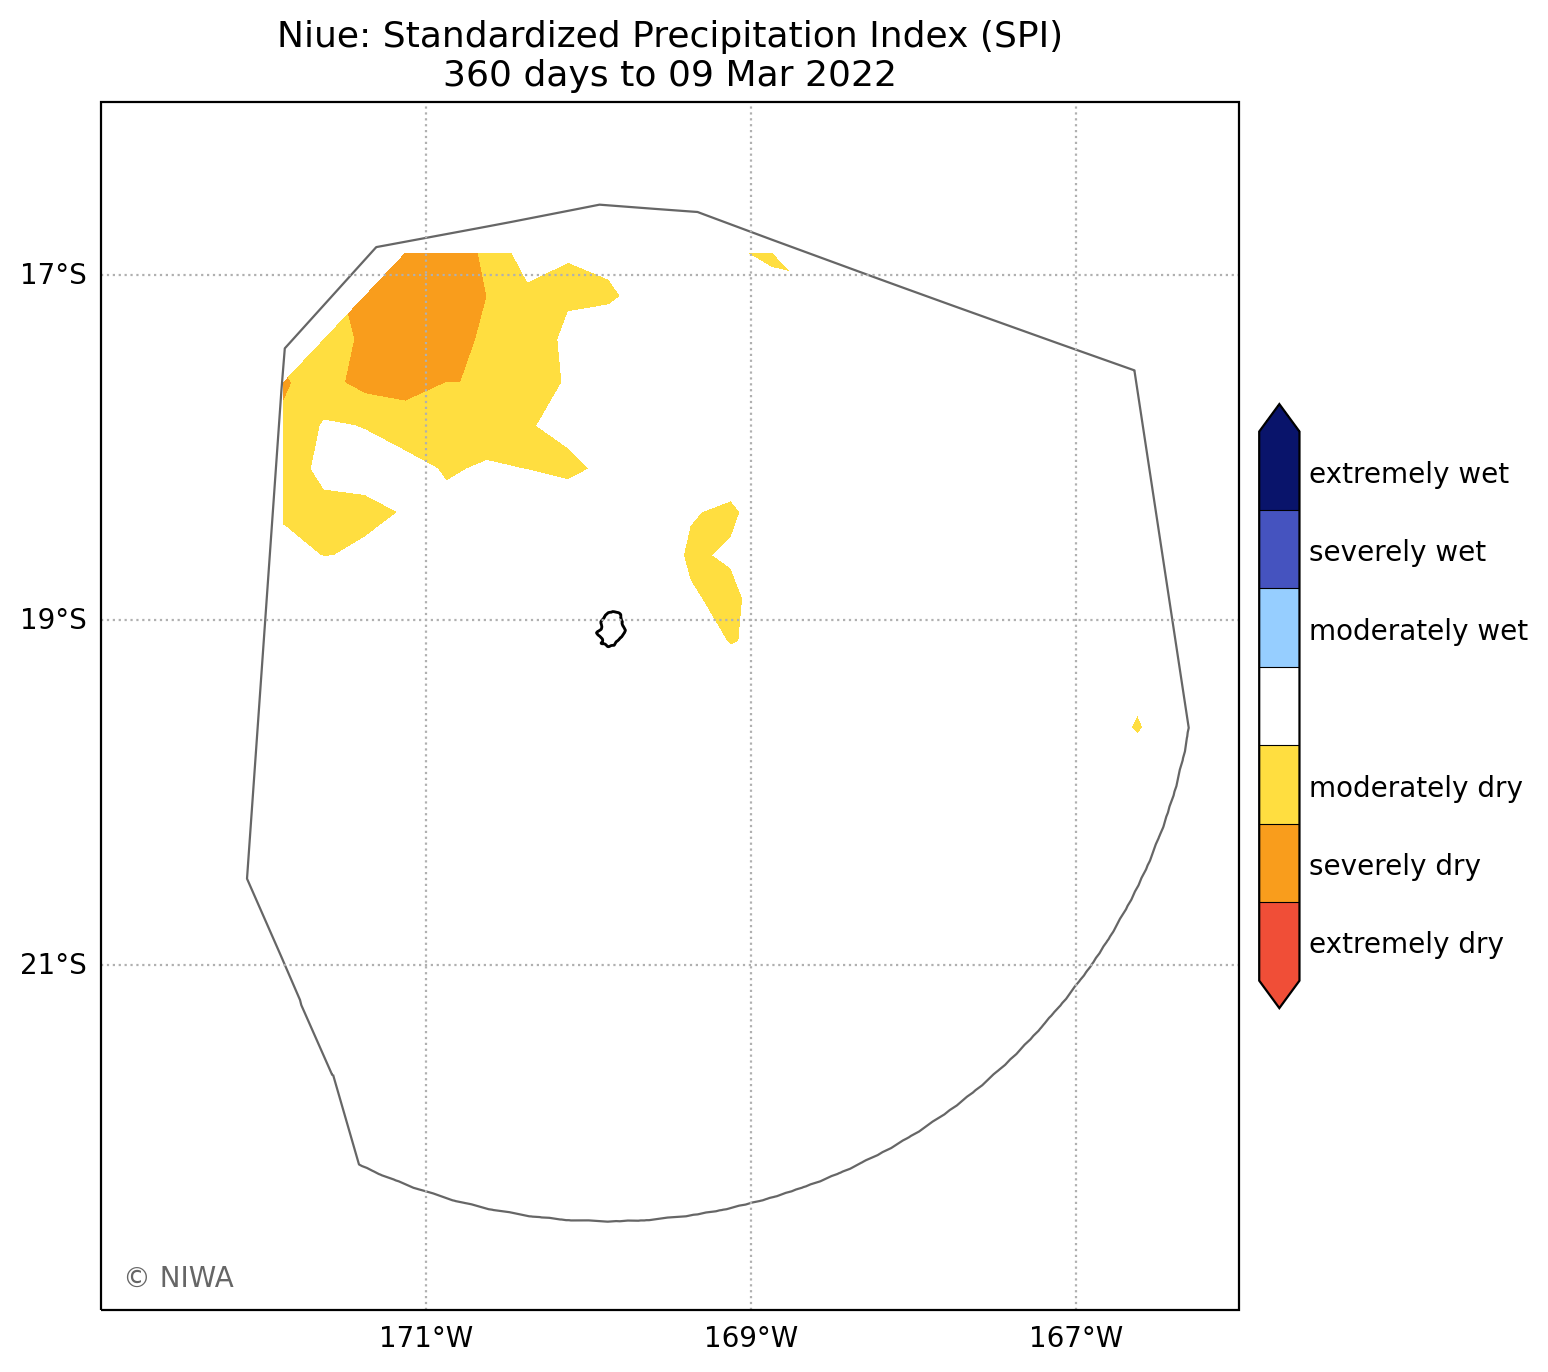 Niue: Standardized Precipitation Index (SPI)
360 days to 09 Mar 2022
17°S
19°S
21°S
171°W
169°W
167°W
extremely wet
severely wet
moderately wet
moderately dry
severely dry
extremely dry
© NIWA